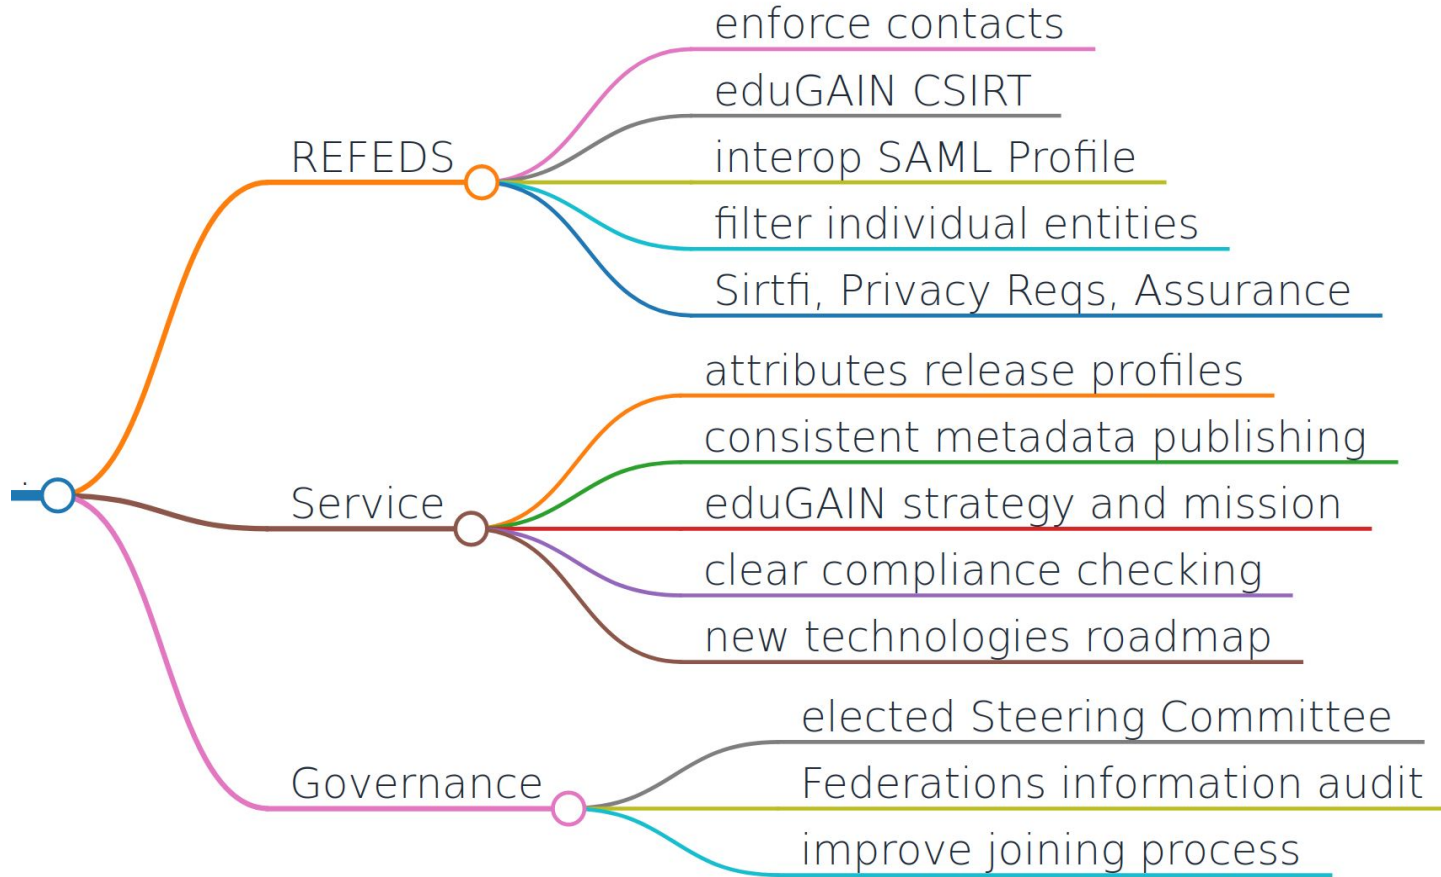 enforce contacts
eduGAIN CSIRT
REFEDS
interop SAML Profile
filter individual entities
Sirtfi, Privacy Reqs, Assurance
attributes release profiles
consistent metadata publishing
Service
eduGAIN strategy and mission
clear compliance checking
new technologies roadmap
elected Steering Committee
Governance
Federations information audit
improve joining process